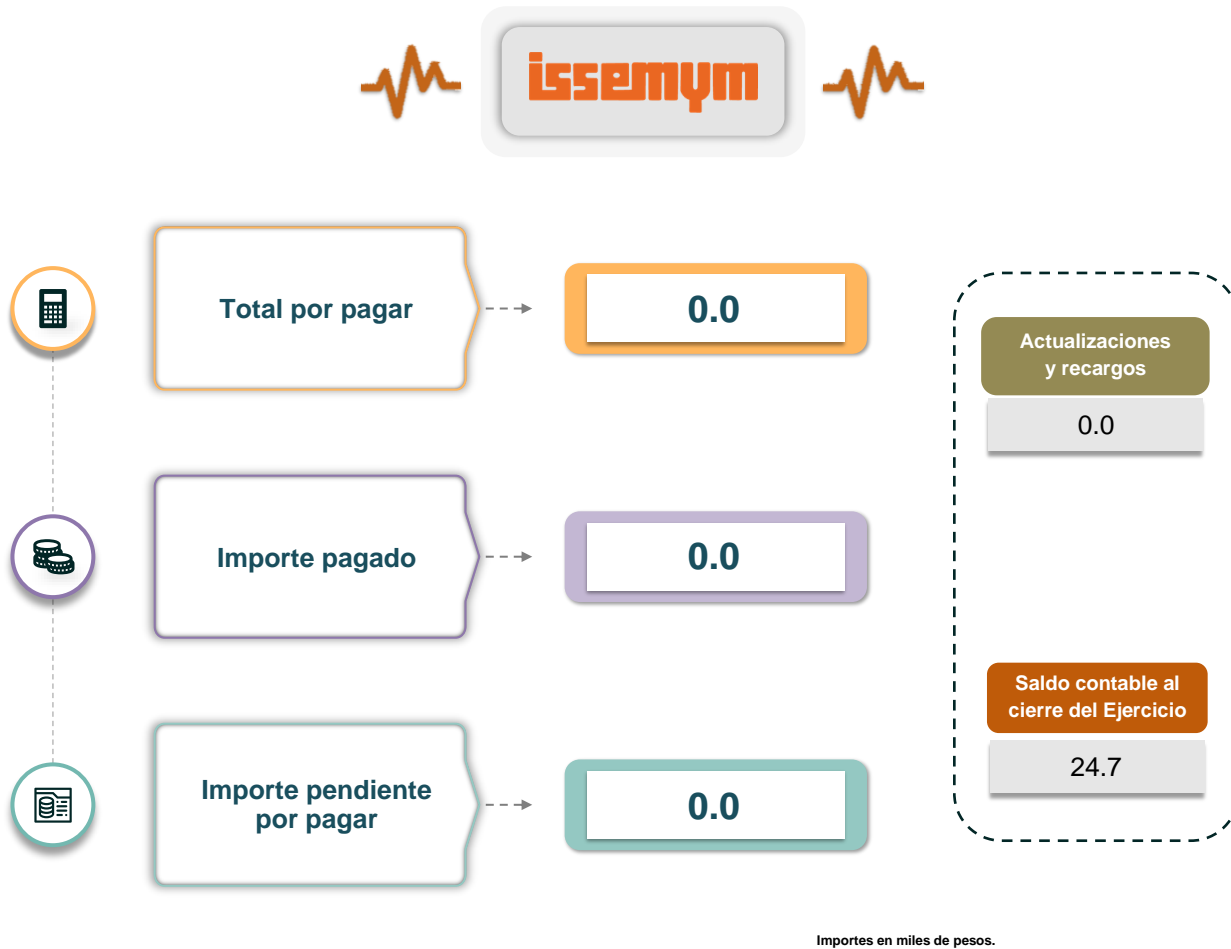 issemym
Total por pagar
0.0
Importe pagado
0.0
Importe pendiente
por pagar
0.0
Actualizaciones
y recargos
0.0
Saldo contable al
cierre del Ejercicio
24.7
Importes en miles de pesos.